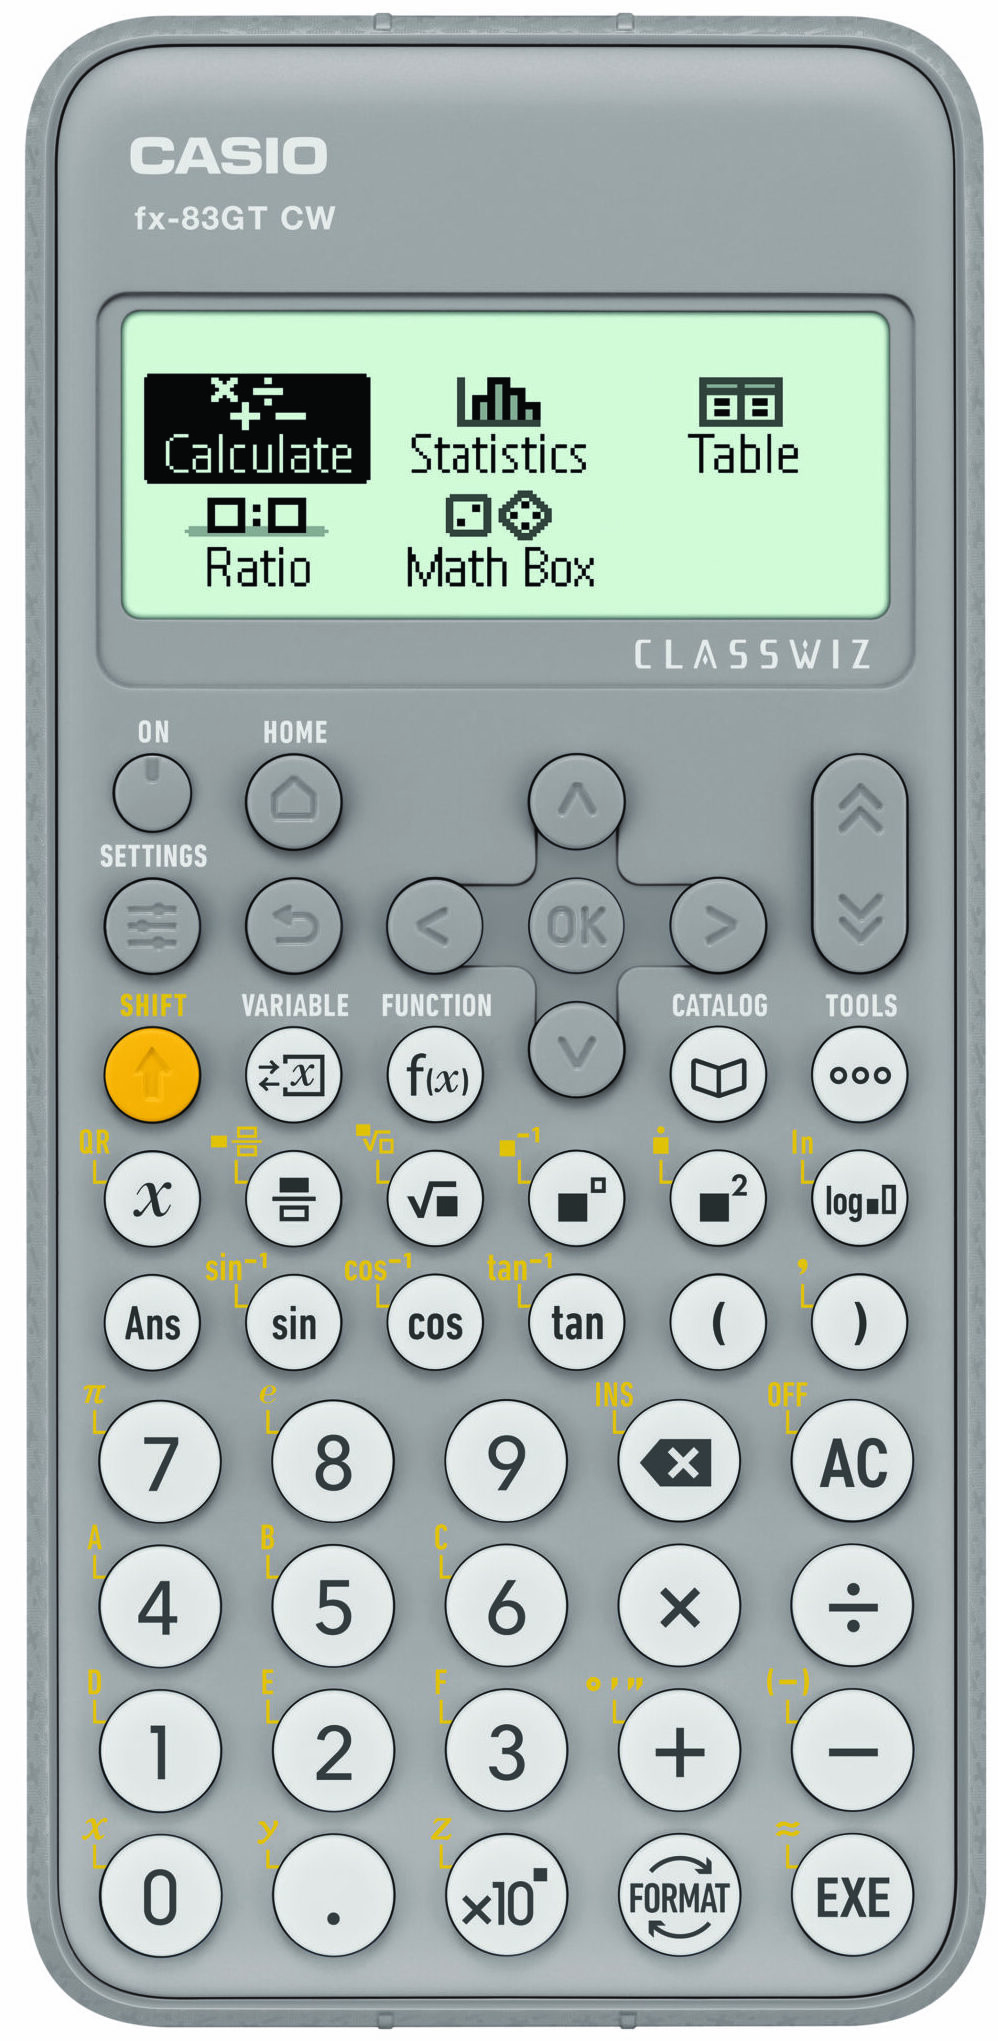 CASIO
fx-83GT CW
× ÷
+ −
Calculate Statistics Table
Ratio Math Box
CLASSWIZ
ON HOME
SETTINGS
OK
SHIFT VARIABLE FUNCTION CATALOG TOOLS
x f(x)
QR ■⊟ ■√□ ■⁻¹ ln
x √■ ■□ ■² log■□
sin⁻¹ cos⁻¹ tan⁻¹ ,
Ans sin cos tan ( )
π e INS OFF
7 8 9 AC
A B C
4 5 6 × ÷
D E F ° ′ ″ (−)
1 2 3 + −
x y z ≈
0 . ×10■ FORMAT EXE